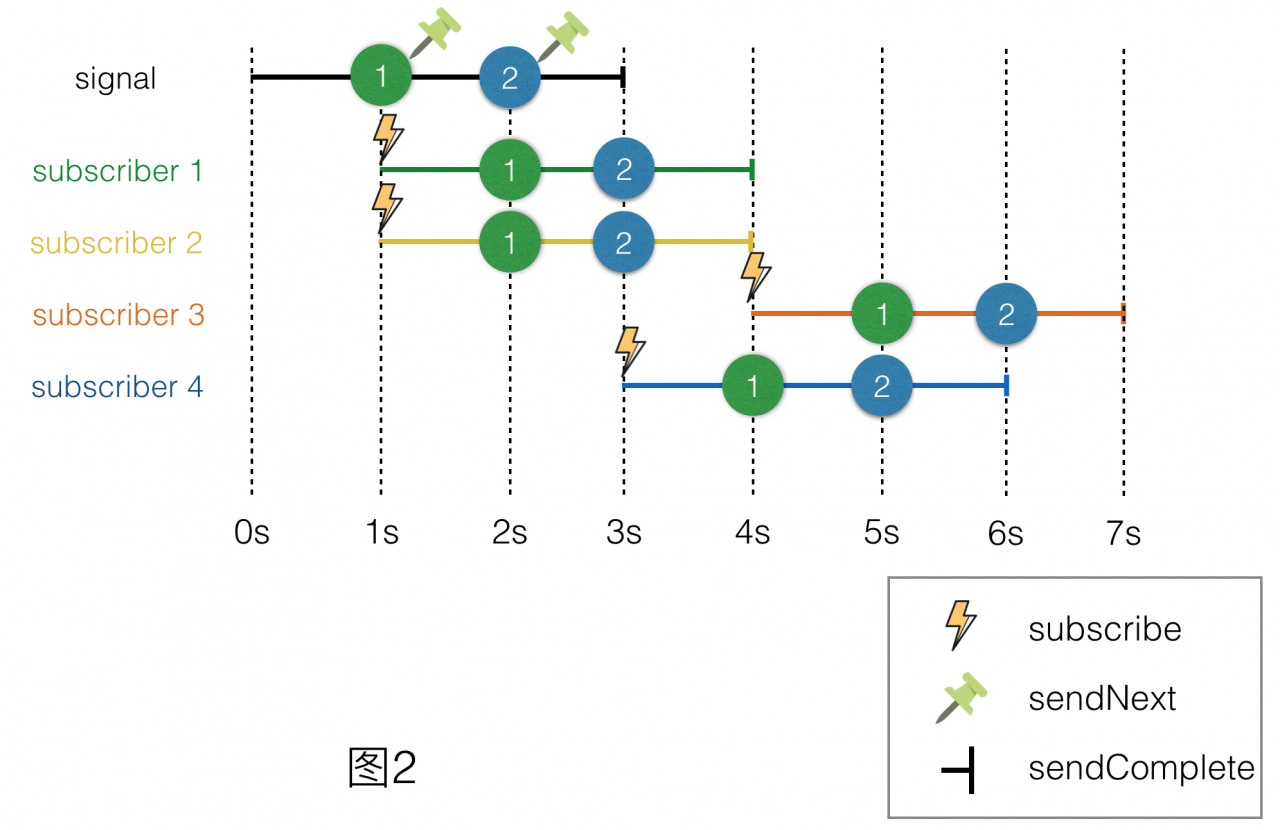 signal 1 2
subscriber 1 1 2
subscriber 2 1 2
subscriber 3 1 2
subscriber 4 1 2
0s 1s 2s 3s 4s 5s 6s 7s
subscribe
sendNext
sendComplete
图2